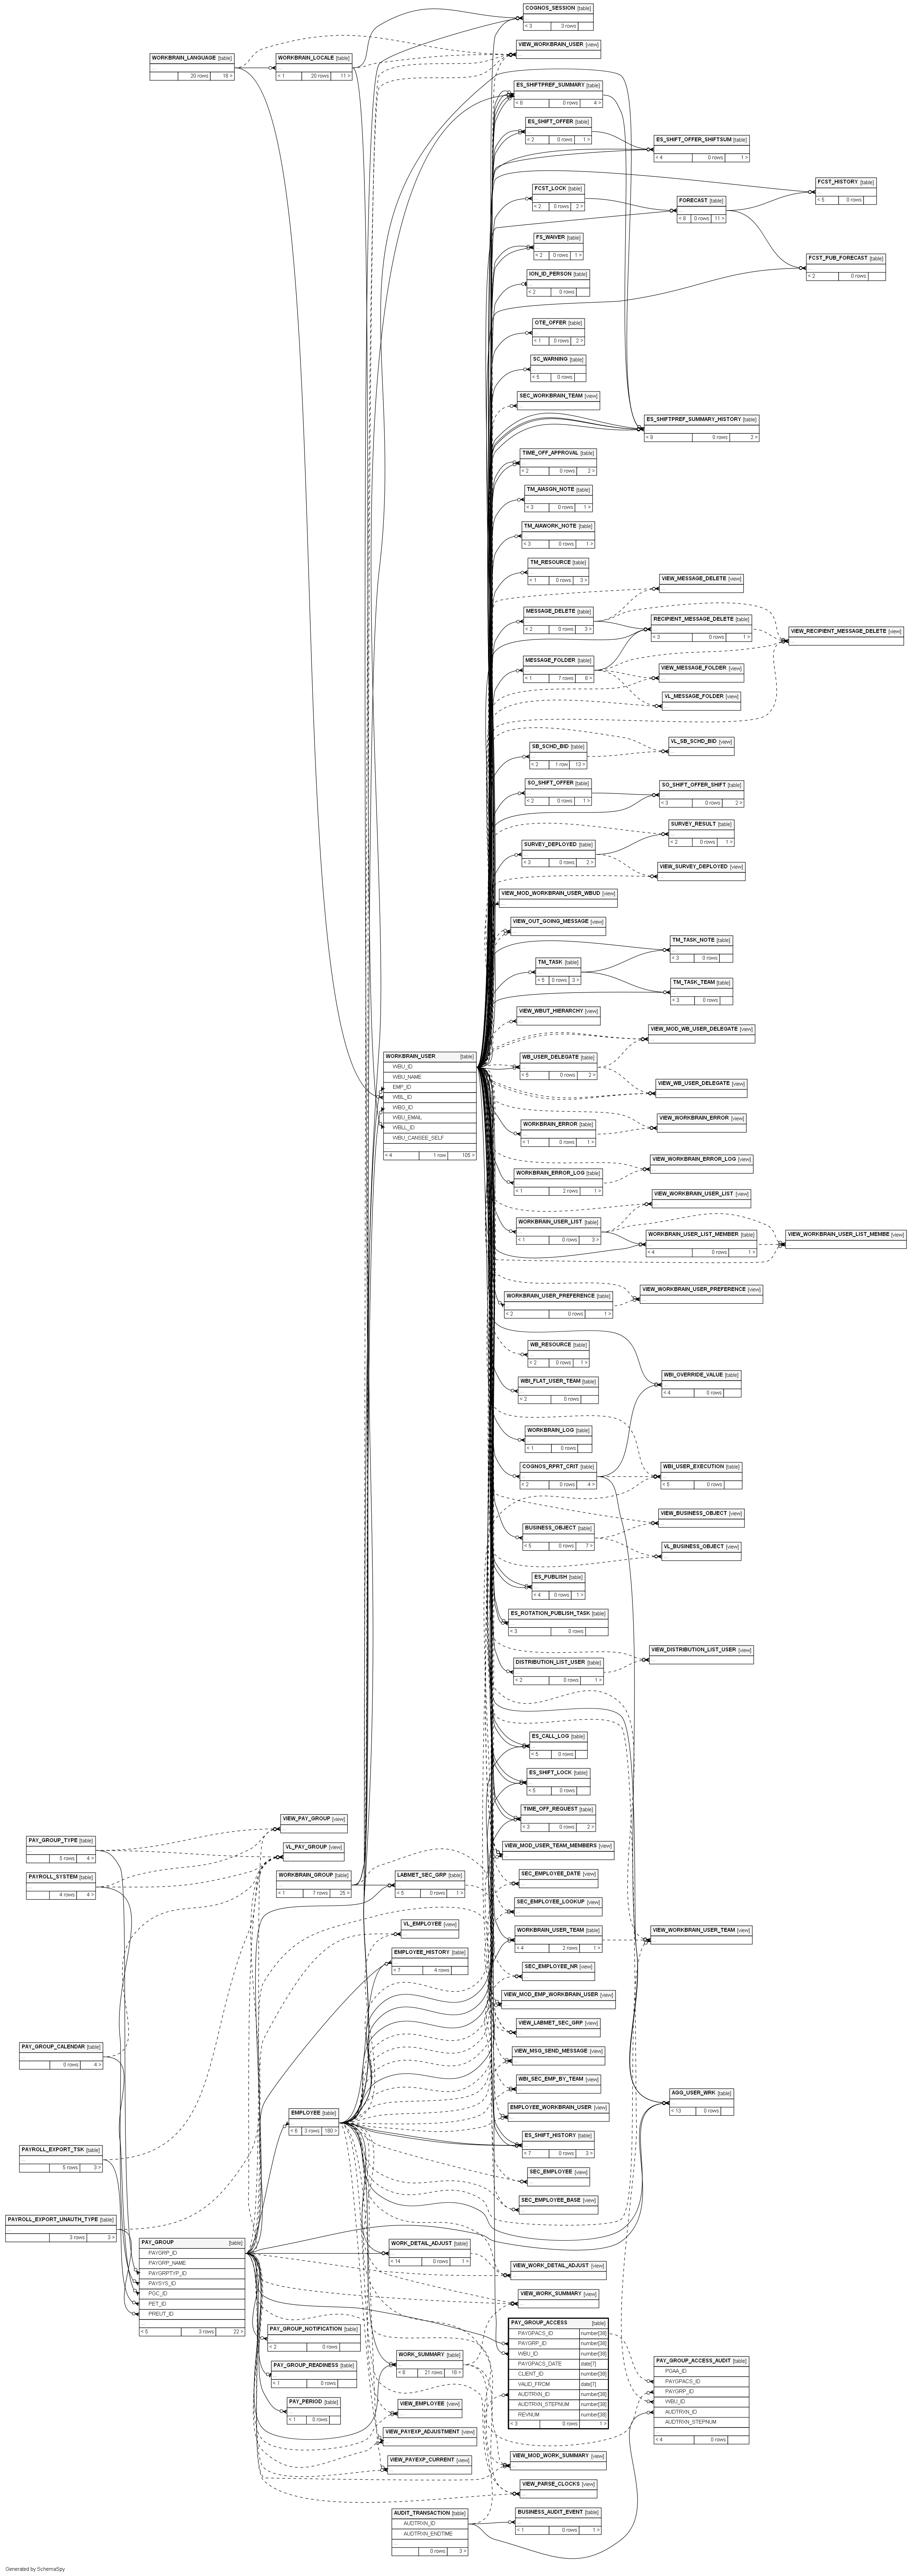 COGNOS_SESSION [table]
< 3 3 rows
VIEW_WORKBRAIN_USER [view]
WORKBRAIN_LANGUAGE [table]
20 rows 18 >
WORKBRAIN_LOCALE [table]
< 1 20 rows 11 >
ES_SHIFTPREF_SUMMARY [table]
< 8 0 rows 4 >
ES_SHIFT_OFFER [table]
< 2 0 rows 1 >
ES_SHIFT_OFFER_SHIFTSUM [table]
< 4 0 rows 1 >
FCST_HISTORY [table]
< 5 0 rows
FCST_LOCK [table]
< 2 0 rows 2 >
FORECAST [table]
< 8 0 rows 11 >
FS_WAIVER [table]
< 2 0 rows 1 >
FCST_PUB_FORECAST [table]
< 2 0 rows
ION_ID_PERSON [table]
< 2 0 rows
OTE_OFFER [table]
< 1 0 rows 2 >
SC_WARNING [table]
< 5 0 rows
SEC_WORKBRAIN_TEAM [view]
ES_SHIFTPREF_SUMMARY_HISTORY [table]
< 9 0 rows 2 >
TIME_OFF_APPROVAL [table]
< 2 0 rows 2 >
TM_AIASGN_NOTE [table]
< 3 0 rows 1 >
TM_AIAWORK_NOTE [table]
< 3 0 rows 1 >
TM_RESOURCE [table]
< 1 0 rows 3 >
VIEW_MESSAGE_DELETE [view]
MESSAGE_DELETE [table]
< 2 0 rows 3 >
RECIPIENT_MESSAGE_DELETE [table]
< 3 0 rows 1 >
VIEW_RECIPIENT_MESSAGE_DELETE [view]
MESSAGE_FOLDER [table]
< 1 7 rows 6 >
VIEW_MESSAGE_FOLDER [view]
VL_MESSAGE_FOLDER [view]
VL_SB_SCHD_BID [view]
SB_SCHD_BID [table]
< 2 1 row 13 >
SO_SHIFT_OFFER [table]
< 2 0 rows 1 >
SO_SHIFT_OFFER_SHIFT [table]
< 3 0 rows 2 >
SURVEY_RESULT [table]
< 2 0 rows 1 >
SURVEY_DEPLOYED [table]
< 3 0 rows 2 >
VIEW_SURVEY_DEPLOYED [view]
VIEW_MOD_WORKBRAIN_USER_WBUD [view]
VIEW_OUT_GOING_MESSAGE [view]
TM_TASK_NOTE [table]
< 3 0 rows
TM_TASK [table]
< 5 0 rows 3 >
TM_TASK_TEAM [table]
< 3 0 rows
VIEW_WBUT_HIERARCHY [view]
VIEW_MOD_WB_USER_DELEGATE [view]
WORKBRAIN_USER [table]
WBU_ID
WBU_NAME
EMP_ID
WBL_ID
WBG_ID
WBU_EMAIL
WBLL_ID
WBU_CANSEE_SELF
< 4 1 row 105 >
WB_USER_DELEGATE [table]
< 5 0 rows 2 >
VIEW_WB_USER_DELEGATE [view]
VIEW_WORKBRAIN_ERROR [view]
WORKBRAIN_ERROR [table]
< 1 0 rows 1 >
VIEW_WORKBRAIN_ERROR_LOG [view]
WORKBRAIN_ERROR_LOG [table]
< 1 2 rows 1 >
VIEW_WORKBRAIN_USER_LIST [view]
WORKBRAIN_USER_LIST [table]
< 1 0 rows 3 >
WORKBRAIN_USER_LIST_MEMBER [table]
< 4 0 rows 1 >
VIEW_WORKBRAIN_USER_LIST_MEMBE [view]
VIEW_WORKBRAIN_USER_PREFERENCE [view]
WORKBRAIN_USER_PREFERENCE [table]
< 2 0 rows 1 >
WB_RESOURCE [table]
< 2 0 rows 1 >
WBI_FLAT_USER_TEAM [table]
< 2 0 rows
WBI_OVERRIDE_VALUE [table]
< 4 0 rows
WORKBRAIN_LOG [table]
< 1 0 rows
COGNOS_RPRT_CRIT [table]
< 2 0 rows 4 >
WBI_USER_EXECUTION [table]
< 5 0 rows
VIEW_BUSINESS_OBJECT [view]
BUSINESS_OBJECT [table]
< 5 0 rows 7 >
VL_BUSINESS_OBJECT [view]
ES_PUBLISH [table]
< 4 0 rows 1 >
ES_ROTATION_PUBLISH_TASK [table]
< 3 0 rows
VIEW_DISTRIBUTION_LIST_USER [view]
DISTRIBUTION_LIST_USER [table]
< 2 0 rows 1 >
ES_CALL_LOG [table]
< 5 0 rows
ES_SHIFT_LOCK [table]
< 5 0 rows
TIME_OFF_REQUEST [table]
< 3 0 rows 2 >
VIEW_PAY_GROUP [view]
PAY_GROUP_TYPE [table]
5 rows 4 >
VL_PAY_GROUP [view]
VIEW_MOD_USER_TEAM_MEMBERS [view]
PAYROLL_SYSTEM [table]
4 rows 4 >
WORKBRAIN_GROUP [table]
< 1 7 rows 25 >
LABMET_SEC_GRP [table]
< 5 0 rows 1 >
SEC_EMPLOYEE_DATE [view]
SEC_EMPLOYEE_LOOKUP [view]
VL_EMPLOYEE [view]
WORKBRAIN_USER_TEAM [table]
< 4 2 rows 1 >
VIEW_WORKBRAIN_USER_TEAM [view]
EMPLOYEE_HISTORY [table]
< 7 4 rows
SEC_EMPLOYEE_NR [view]
VIEW_MOD_EMP_WORKBRAIN_USER [view]
VIEW_LABMET_SEC_GRP [view]
PAY_GROUP_CALENDAR [table]
0 rows 4 >
VIEW_MSG_SEND_MESSAGE [view]
WBI_SEC_EMP_BY_TEAM [view]
AGG_USER_WRK [table]
< 13 0 rows
EMPLOYEE [table]
< 6 3 rows 180 >
EMPLOYEE_WORKBRAIN_USER [view]
ES_SHIFT_HISTORY [table]
< 7 0 rows 3 >
PAYROLL_EXPORT_TSK [table]
5 rows 3 >
SEC_EMPLOYEE [view]
SEC_EMPLOYEE_BASE [view]
PAYROLL_EXPORT_UNAUTH_TYPE [table]
3 rows 3 >
PAY_GROUP [table]
PAYGRP_ID
PAYGRP_NAME
PAYGRPTYP_ID
PAYSYS_ID
PGC_ID
PET_ID
PREUT_ID
< 5 3 rows 22 >
WORK_DETAIL_ADJUST [table]
< 14 0 rows 1 >
VIEW_WORK_DETAIL_ADJUST [view]
VIEW_WORK_SUMMARY [view]
PAY_GROUP_NOTIFICATION [table]
< 2 0 rows
PAY_GROUP_ACCESS [table]
PAYGPACS_ID number[38]
PAYGRP_ID number[38]
WBU_ID number[38]
PAYGPACS_DATE date[7]
CLIENT_ID number[38]
VALID_FROM date[7]
AUDTRXN_ID number[38]
AUDTRXN_STEPNUM number[38]
REVNUM number[38]
< 3 0 rows 1 >
WORK_SUMMARY [table]
< 8 21 rows 16 >
PAY_GROUP_READINESS [table]
< 1 0 rows
PAY_GROUP_ACCESS_AUDIT [table]
PGAA_ID
PAYGPACS_ID
PAYGRP_ID
WBU_ID
AUDTRXN_ID
AUDTRXN_STEPNUM
< 4 0 rows
PAY_PERIOD [table]
< 1 0 rows
VIEW_EMPLOYEE [view]
VIEW_PAYEXP_ADJUSTMENT [view]
VIEW_PAYEXP_CURRENT [view]
VIEW_MOD_WORK_SUMMARY [view]
VIEW_PARSE_CLOCKS [view]
AUDIT_TRANSACTION [table]
AUDTRXN_ID
AUDTRXN_ENDTIME
0 rows 3 >
BUSINESS_AUDIT_EVENT [table]
< 1 0 rows 1 >
Generated by SchemaSpy